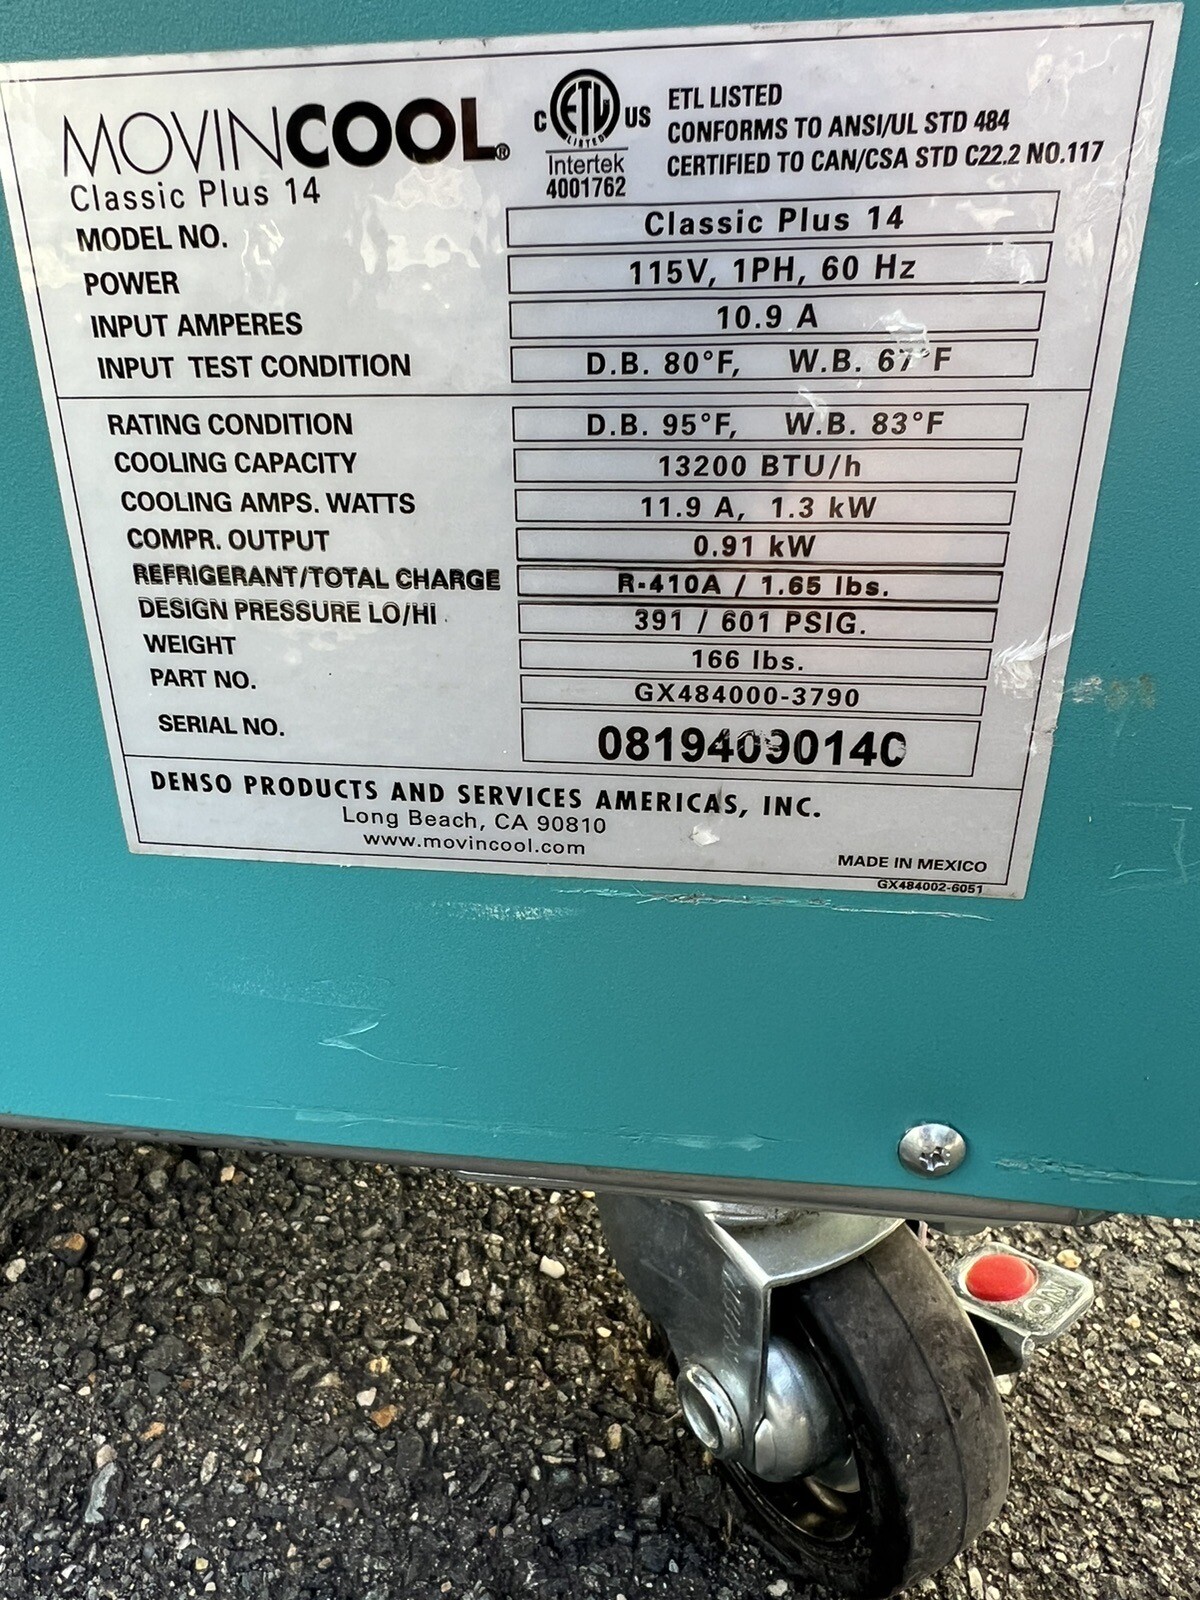 MOVINCOOL®
Classic Plus 14
C ETL US
LISTED
Intertek
4001762
ETL LISTED
CONFORMS TO ANSI/UL STD 484
CERTIFIED TO CAN/CSA STD C22.2 NO.117
MODEL NO. Classic Plus 14
POWER 115V, 1PH, 60 Hz
INPUT AMPERES 10.9 A
INPUT TEST CONDITION D.B. 80°F, W.B. 67°F
RATING CONDITION D.B. 95°F, W.B. 83°F
COOLING CAPACITY 13200 BTU/h
COOLING AMPS. WATTS 11.9 A, 1.3 kW
COMPR. OUTPUT 0.91 kW
REFRIGERANT/TOTAL CHARGE R-410A / 1.65 lbs.
DESIGN PRESSURE LO/HI 391 / 601 PSIG.
WEIGHT 166 lbs.
PART NO. GX484000-3790
SERIAL NO.
DENSO PRODUCTS AND SERVICES AMERICAS, INC.
Long Beach, CA 90810
www.movincool.com
MADE IN MEXICO
GX484002-6051
ON